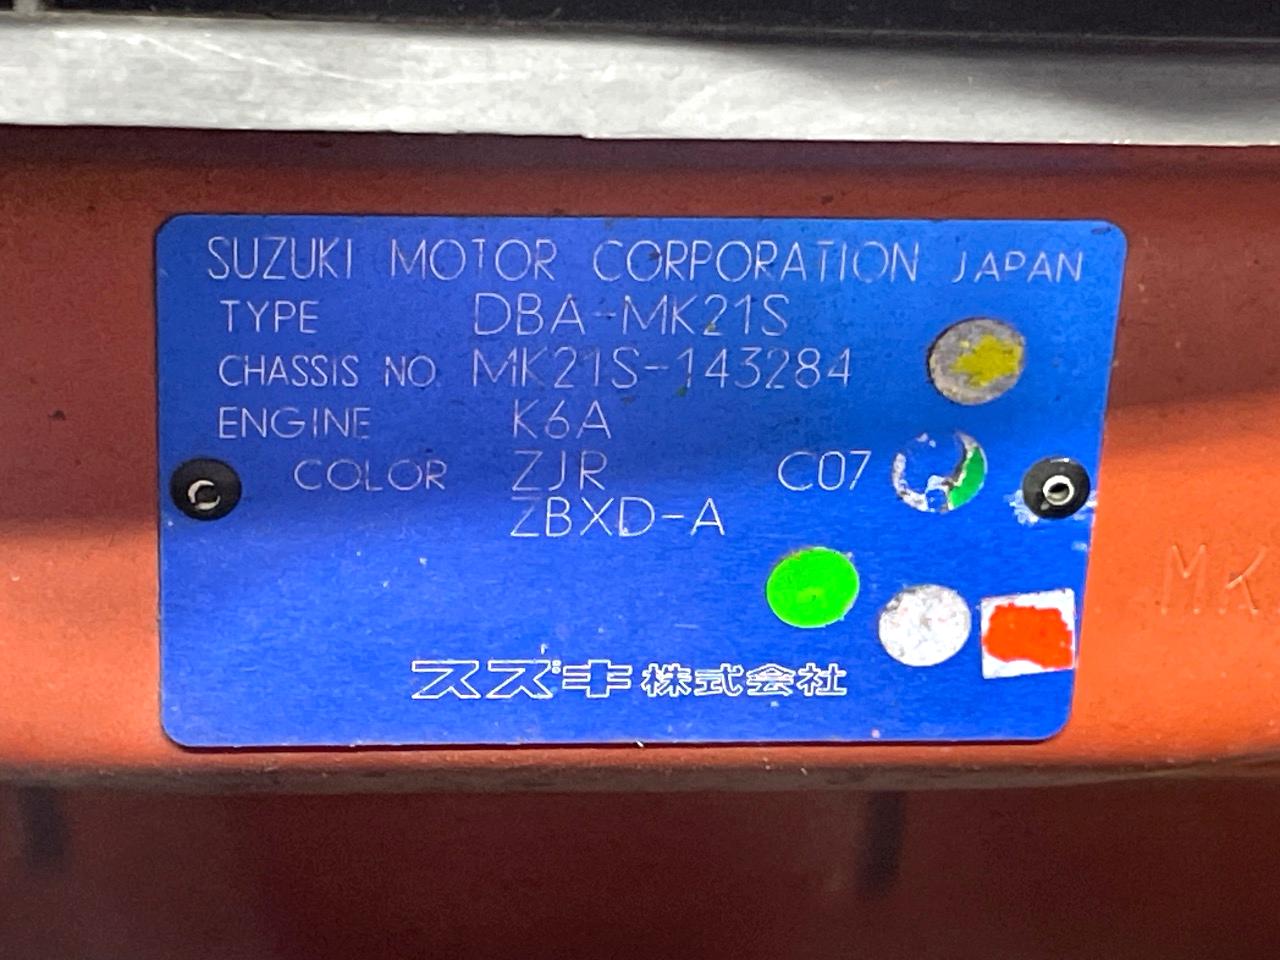 SUZUKI MOTOR CORPORATION JAPAN
TYPE DBA-MK21S
CHASSIS NO. MK21S-143284
ENGINE K6A
COLOR ZJR C07
ZBXD-A
スズキ株式会社
MK